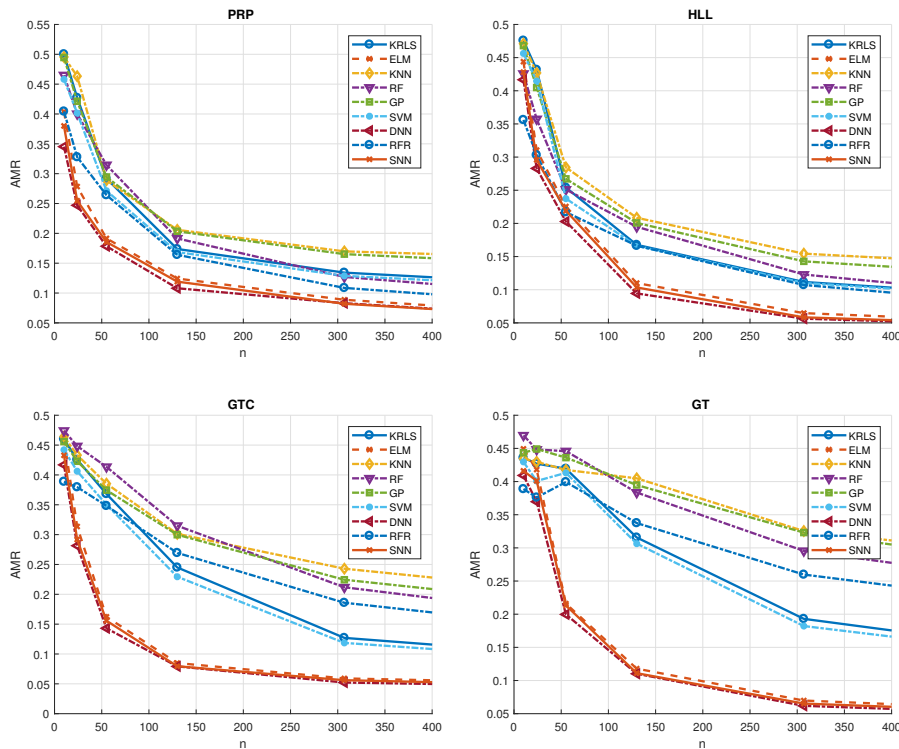 PRP
0.55
0.5
0.45
0.4
0.35
0.3
0.25
0.2
0.15
0.1
0.05
AMR
0 50 100 150 200 250 300 350 400
n
KRLS
ELM
KNN
RF
GP
SVM
DNN
RFR
SNN
HLL
0.5
0.45
0.4
0.35
0.3
0.25
0.2
0.15
0.1
0.05
AMR
0 50 100 150 200 250 300 350 400
n
KRLS
ELM
KNN
RF
GP
SVM
DNN
RFR
SNN
GTC
0.5
0.45
0.4
0.35
0.3
0.25
0.2
0.15
0.1
0.05
0
AMR
0 50 100 150 200 250 300 350 400
n
KRLS
ELM
KNN
RF
GP
SVM
DNN
RFR
SNN
GT
0.5
0.45
0.4
0.35
0.3
0.25
0.2
0.15
0.1
0.05
AMR
0 50 100 150 200 250 300 350 400
n
KRLS
ELM
KNN
RF
GP
SVM
DNN
RFR
SNN